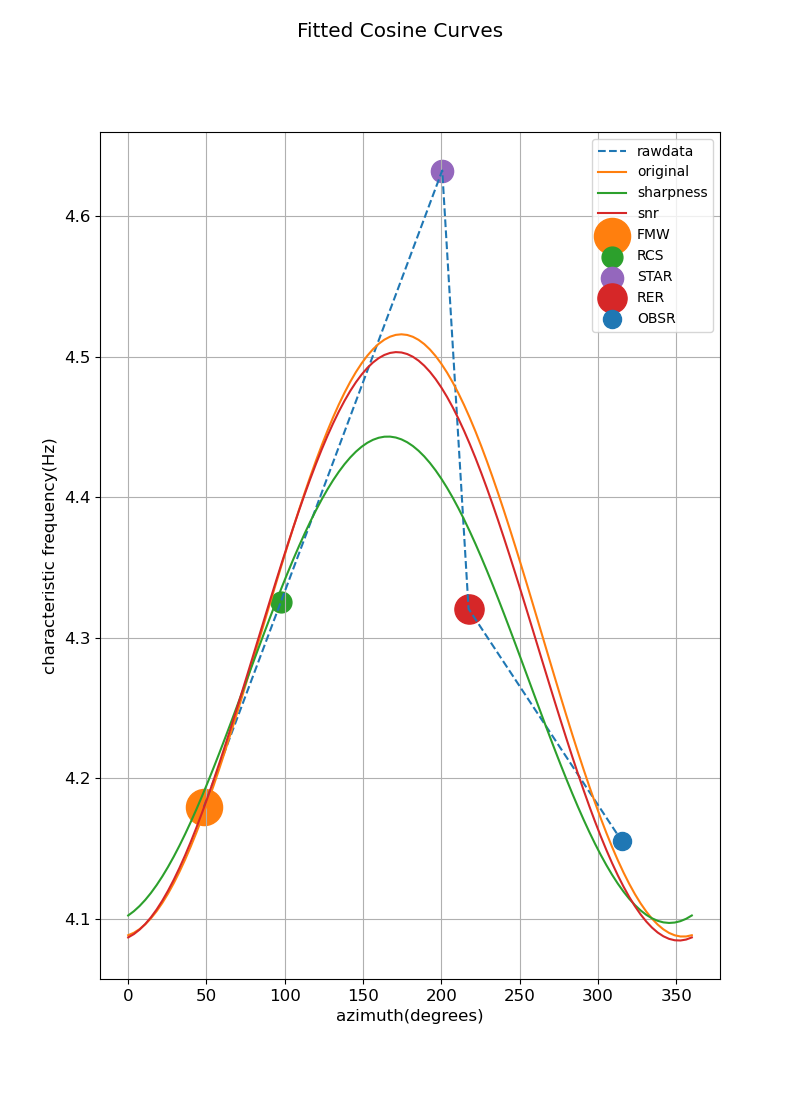 Fitted Cosine Curves
rawdata
original
sharpness
snr
FMW
RCS
STAR
RER
OBSR
4.6
4.5
4.4
4.3
4.2
4.1
characteristic frequency(Hz)
0 50 100 150 200 250 300 350
azimuth(degrees)